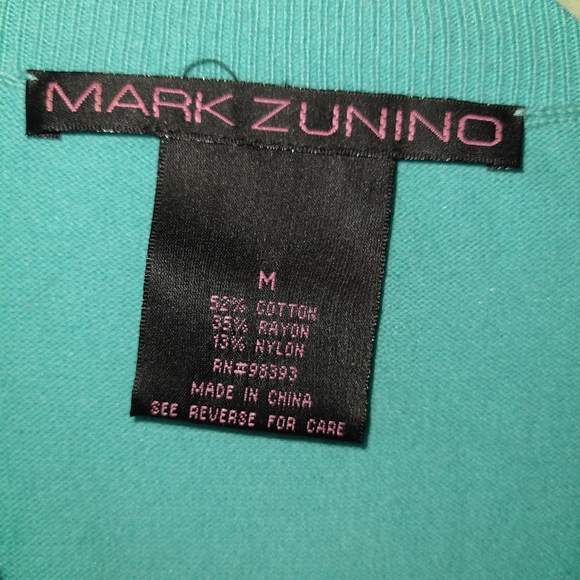 MARK ZUNINO
M
52% COTTON
35% RAYON
13% NYLON
RN#98393
MADE IN CHINA
SEE REVERSE FOR CARE